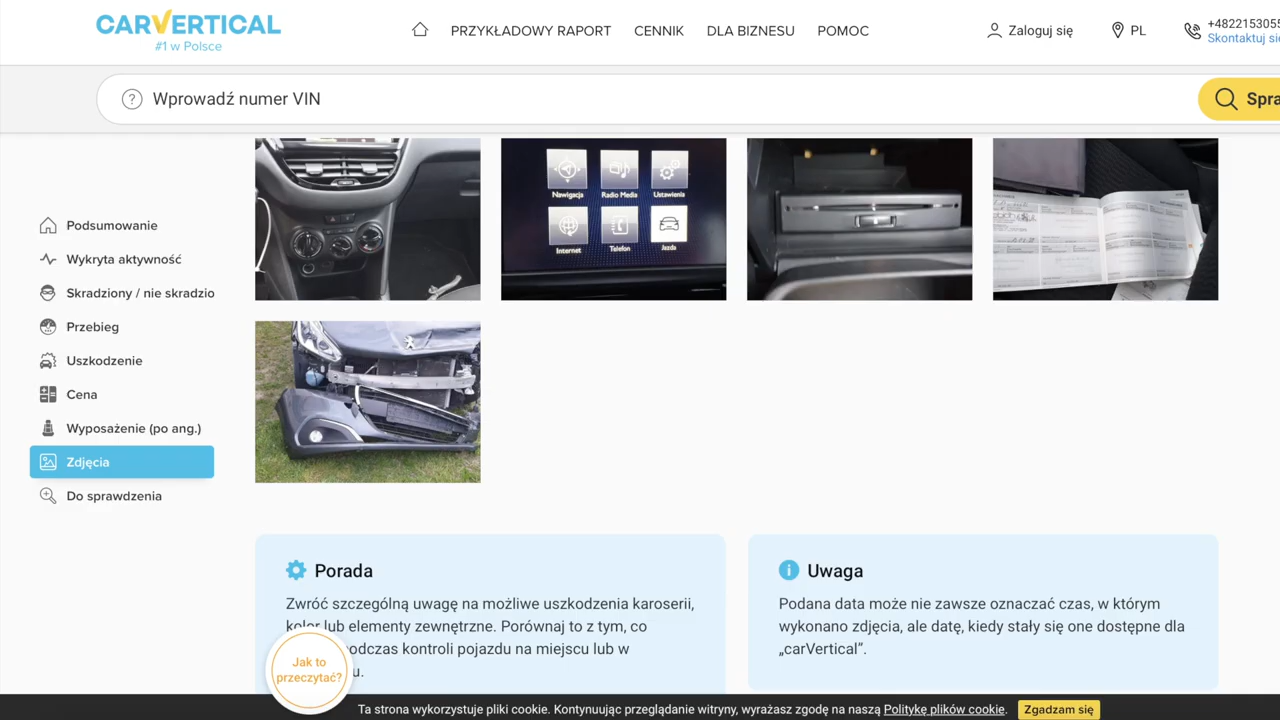 CARVERTICAL
#1 w Polsce
PRZYKŁADOWY RAPORT
CENNIK
DLA BIZNESU
POMOC
Zaloguj się
PL
+4822153055
Skontaktuj się
Wprowadź numer VIN
Spra
Nawigacja
Radio Media
Ustawienia
Internet
Telefon
Jazda
Podsumowanie
Wykryta aktywność
Skradziony / nie skradzio
Przebieg
Uszkodzenie
Cena
Wyposażenie (po ang.)
Zdjęcia
Do sprawdzenia
Porada
Zwróć szczególną uwagę na możliwe uszkodzenia karoserii,
kolor lub elementy zewnętrzne. Porównaj to z tym, co
podczas kontroli pojazdu na miejscu lub w
u.
Jak to
przeczytać?
Uwaga
Podana data może nie zawsze oznaczać czas, w którym
wykonano zdjęcia, ale datę, kiedy stały się one dostępne dla
„carVertical”.
Ta strona wykorzystuje pliki cookie. Kontynuując przeglądanie witryny, wyrażasz zgodę na naszą Politykę plików cookie.
Zgadzam się